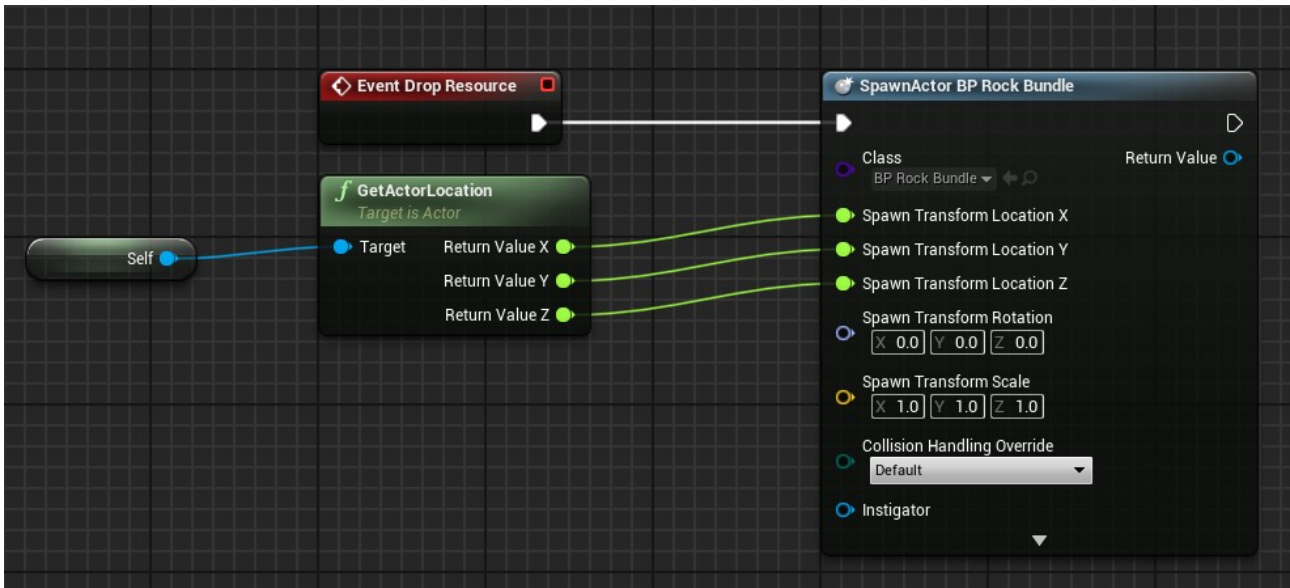 Event Drop Resource
SpawnActor BP Rock Bundle
Class
Return Value
BP Rock Bundle
f GetActorLocation
Target is Actor
Self
Target
Return Value X
Return Value Y
Return Value Z
Spawn Transform Location X
Spawn Transform Location Y
Spawn Transform Location Z
Spawn Transform Rotation
X 0.0 Y 0.0 Z 0.0
Spawn Transform Scale
X 1.0 Y 1.0 Z 1.0
Collision Handling Override
Default
Instigator